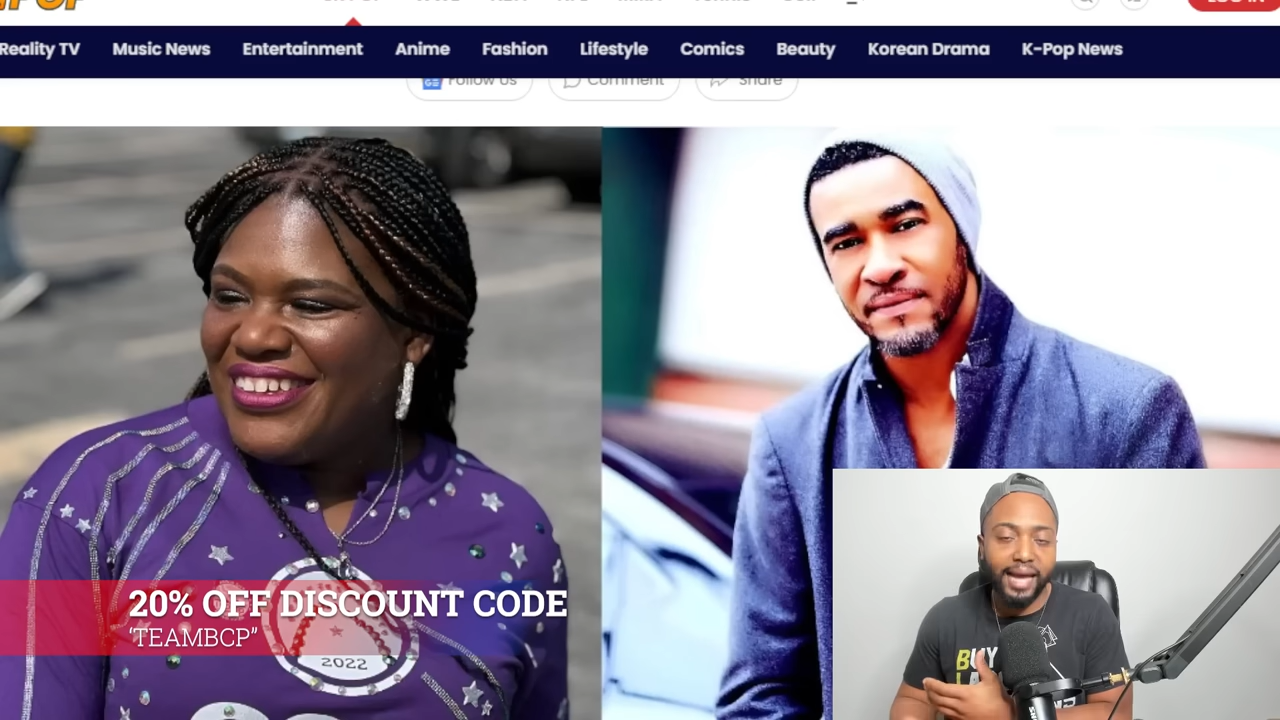 Reality TV
Music News
Entertainment
Anime
Fashion
Lifestyle
Comics
Beauty
Korean Drama
K-Pop News
Follow Us
Comment
Share
20% OFF DISCOUNT CODE
'TEAMBCP"
2022